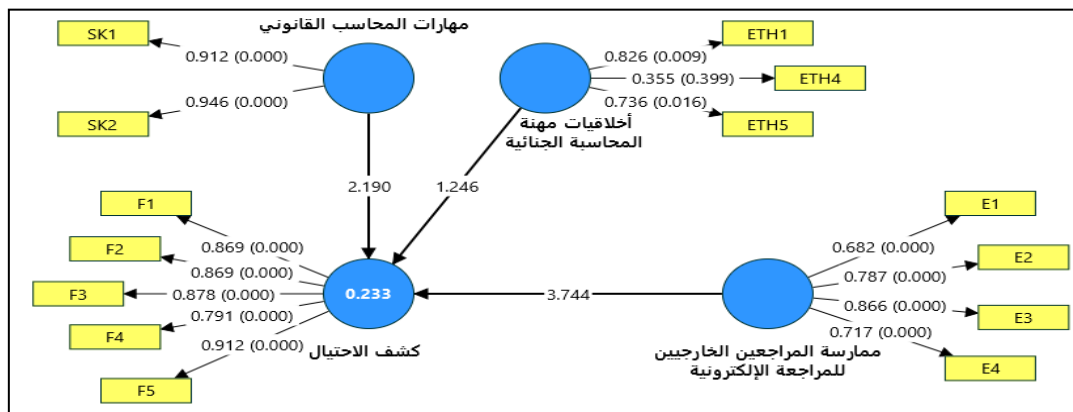 مهارات المحاسب القانوني
SK1
0.912 (0.000)
SK2
0.946 (0.000)
ETH1
0.826 (0.009)
ETH4
0.355 (0.399)
ETH5
0.736 (0.016)
أخلاقيات مهنة
المحاسبة الجنائية
2.190
1.246
F1
0.869 (0.000)
F2
0.869 (0.000)
F3
0.878 (0.000)
F4
0.791 (0.000)
F5
0.912 (0.000)
0.233
كشف الاحتيال
3.744
E1
0.682 (0.000)
E2
0.787 (0.000)
E3
0.866 (0.000)
E4
0.717 (0.000)
ممارسة المراجعين الخارجيين
للمراجعة الإلكترونية